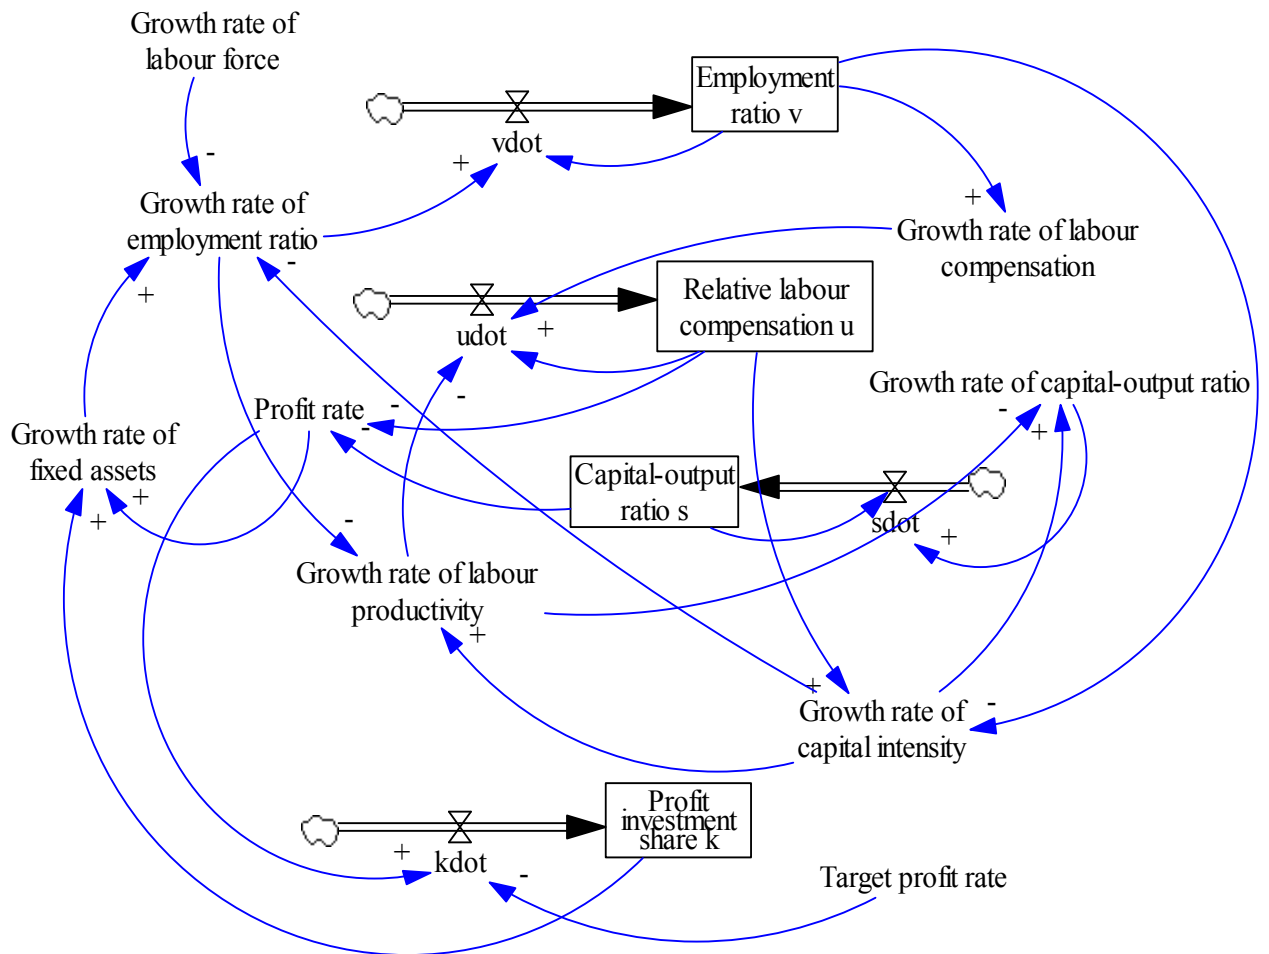 Growth rate of
labour force
Employment
ratio v
vdot
-
+
+
Growth rate of
employment ratio
Growth rate of labour
compensation
-
+
Relative labour
compensation u
udot
+
Growth rate of capital-output ratio
-
-
-
+
Profit rate
-
Growth rate of
fixed assets
Capital-output
ratio s
sdot
+
+
+
-
Growth rate of labour
productivity
+
+
-
Growth rate of
capital intensity
Profit
investment
share k
kdot
+
-
Target profit rate